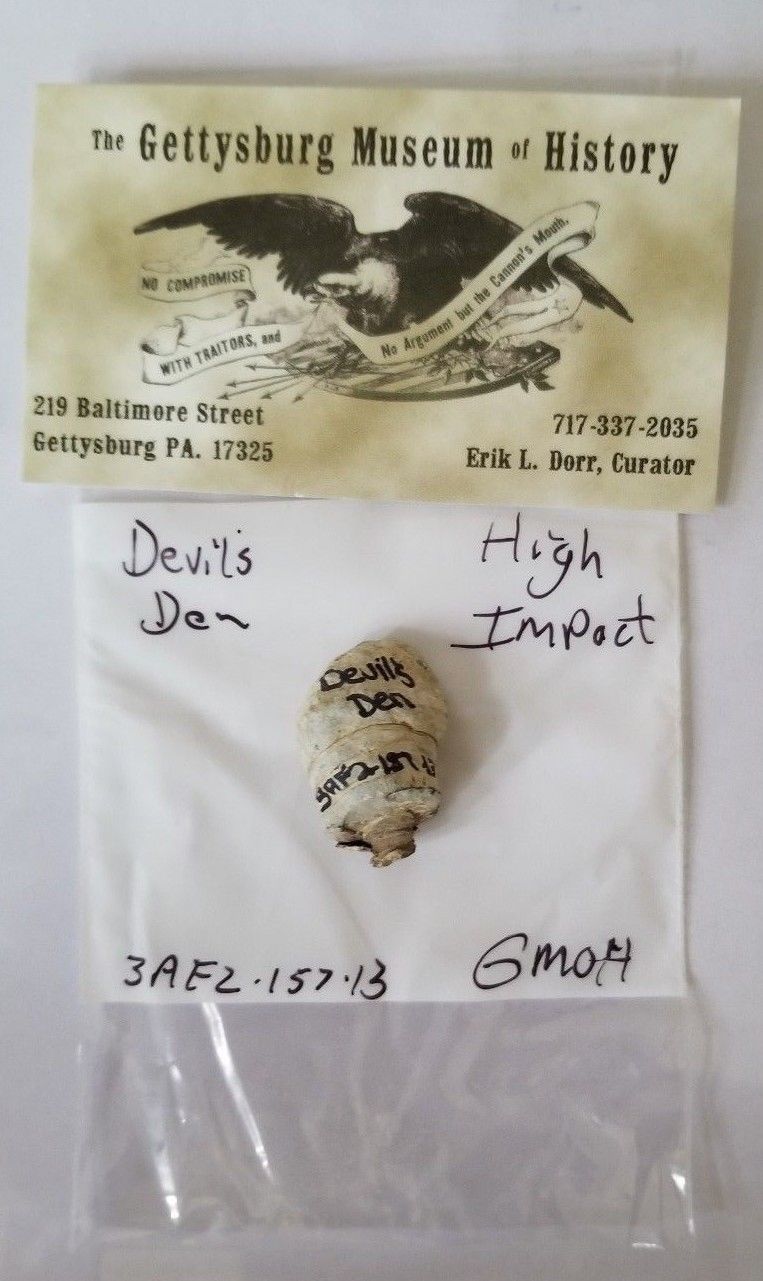 The Gettysburg Museum of History
NO COMPROMISE
WITH TRAITORS, and
No Argument but the Cannon's Mouth.
219 Baltimore Street
Gettysburg PA. 17325
717-337-2035
Erik L. Dorr, Curator
Devil's
Den
High
Impact
Devil's
Den
3AF2-157-13
3AF2.157.13
GMOH